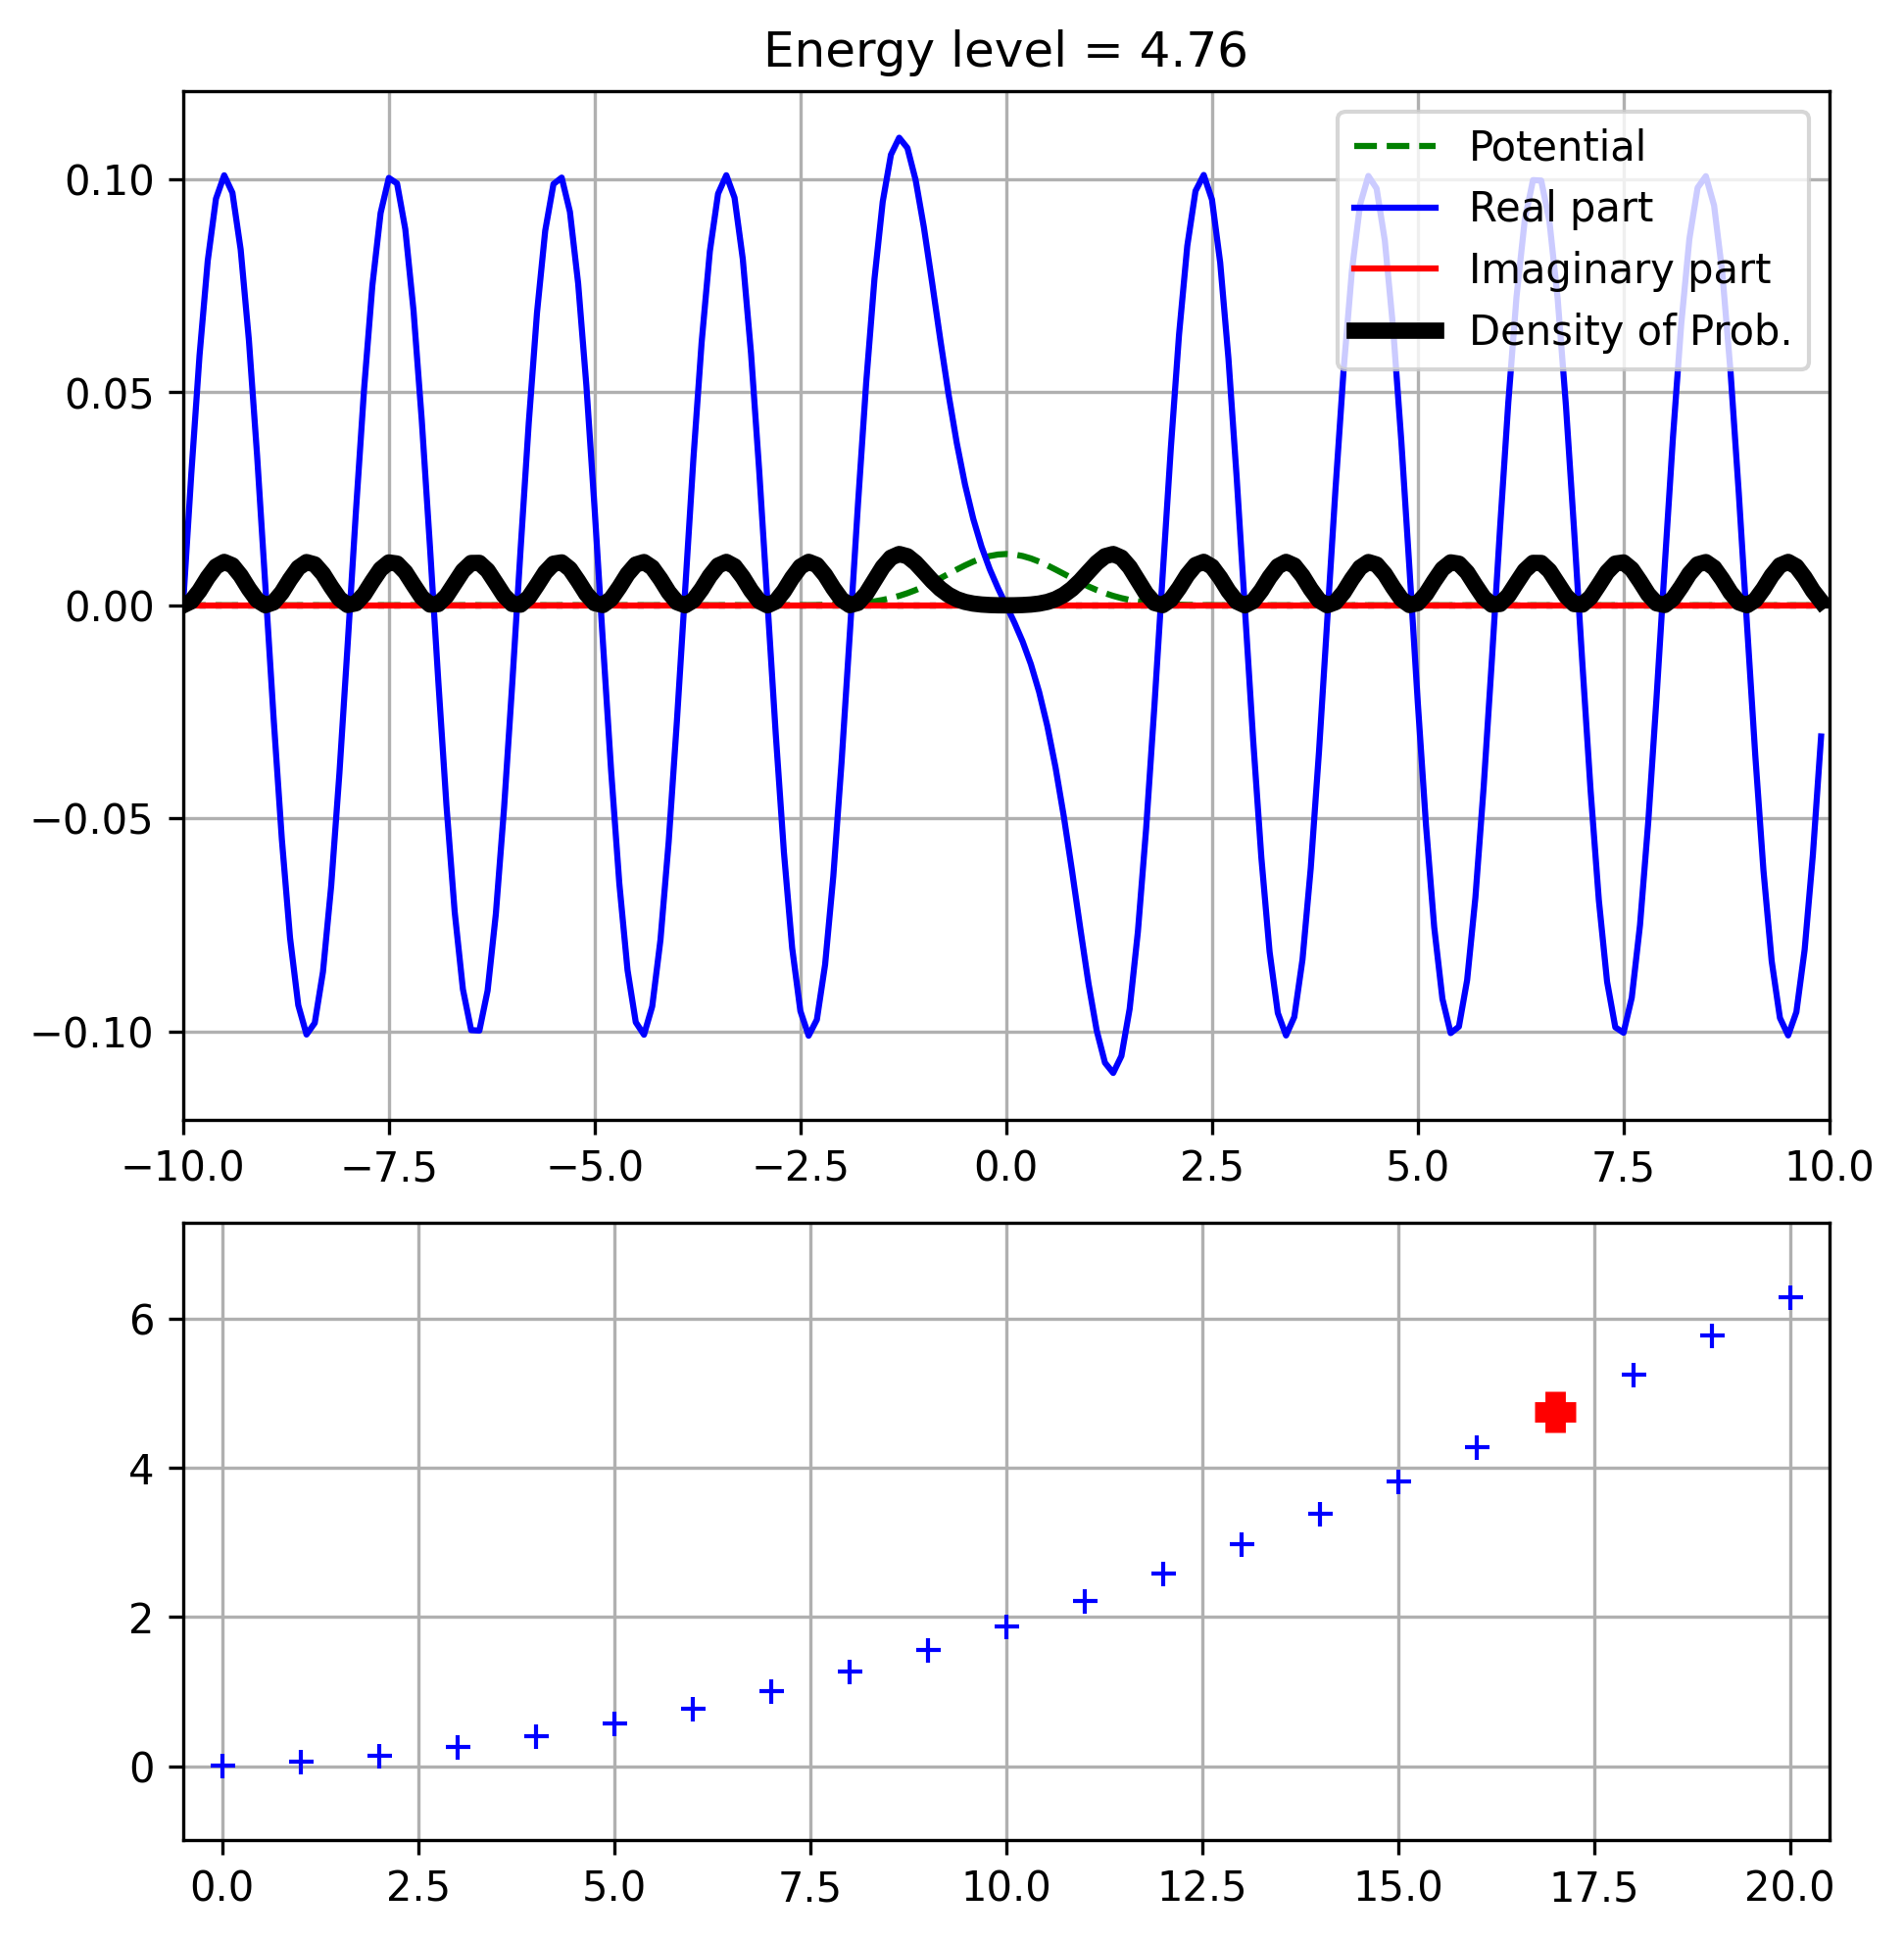 Energy level = 4.76
Potential
Real part
Imaginary part
Density of Prob.
0.10
0.05
0.00
−0.05
−0.10
−10.0 −7.5 −5.0 −2.5 0.0 2.5 5.0 7.5 10.0
6
4
2
0
0.0 2.5 5.0 7.5 10.0 12.5 15.0 17.5 20.0